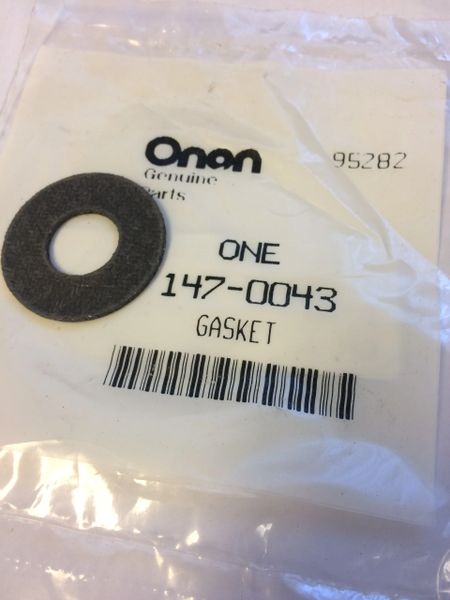 Onan 95282
Genuine
Parts
ONE
147-0043
GASKET